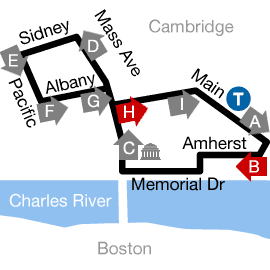 Cambridge
Sidney
Mass Ave
D
E
Main
Albany
T
Pacific
F
G
H
I
A
C
Amherst
B
Memorial Dr
Charles River
Boston